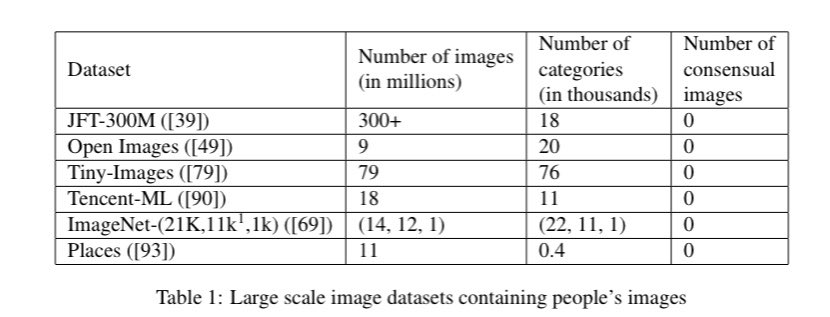 Dataset
Number of images
(in millions)
Number of
categories
(in thousands)
Number of
consensual
images
JFT-300M ([39]) 300+ 18 0
Open Images ([49]) 9 20 0
Tiny-Images ([79]) 79 76 0
Tencent-ML ([90]) 18 11 0
ImageNet-(21K,11k¹,1k) ([69]) (14, 12, 1) (22, 11, 1) 0
Places ([93]) 11 0.4 0
Table 1: Large scale image datasets containing people's images